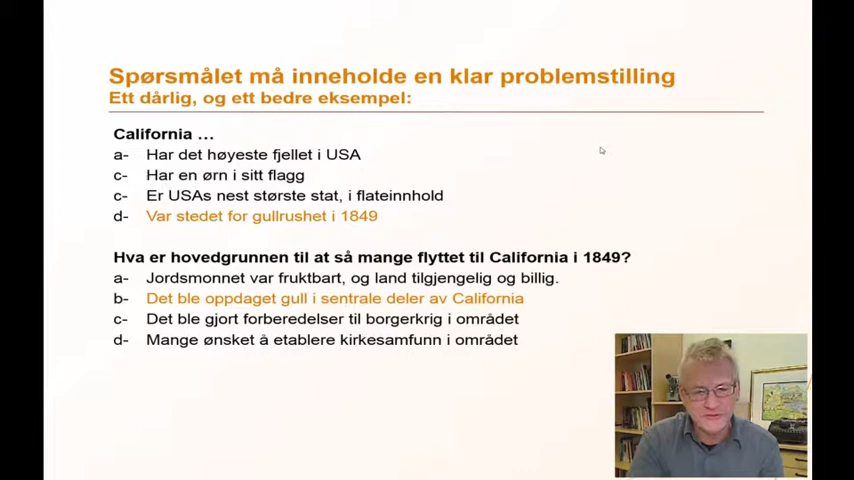 Spørsmålet må inneholde en klar problemstilling
Ett dårlig, og ett bedre eksempel:
California ...
a- Har det høyeste fjellet i USA
c- Har en ørn i sitt flagg
c- Er USAs nest største stat, i flateinnhold
d- Var stedet for gullrushet i 1849
Hva er hovedgrunnen til at så mange flyttet til California i 1849?
a- Jordsmonnet var fruktbart, og land tilgjengelig og billig.
b- Det ble oppdaget gull i sentrale deler av California
c- Det ble gjort forberedelser til borgerkrig i området
d- Mange ønsket å etablere kirkesamfunn i området